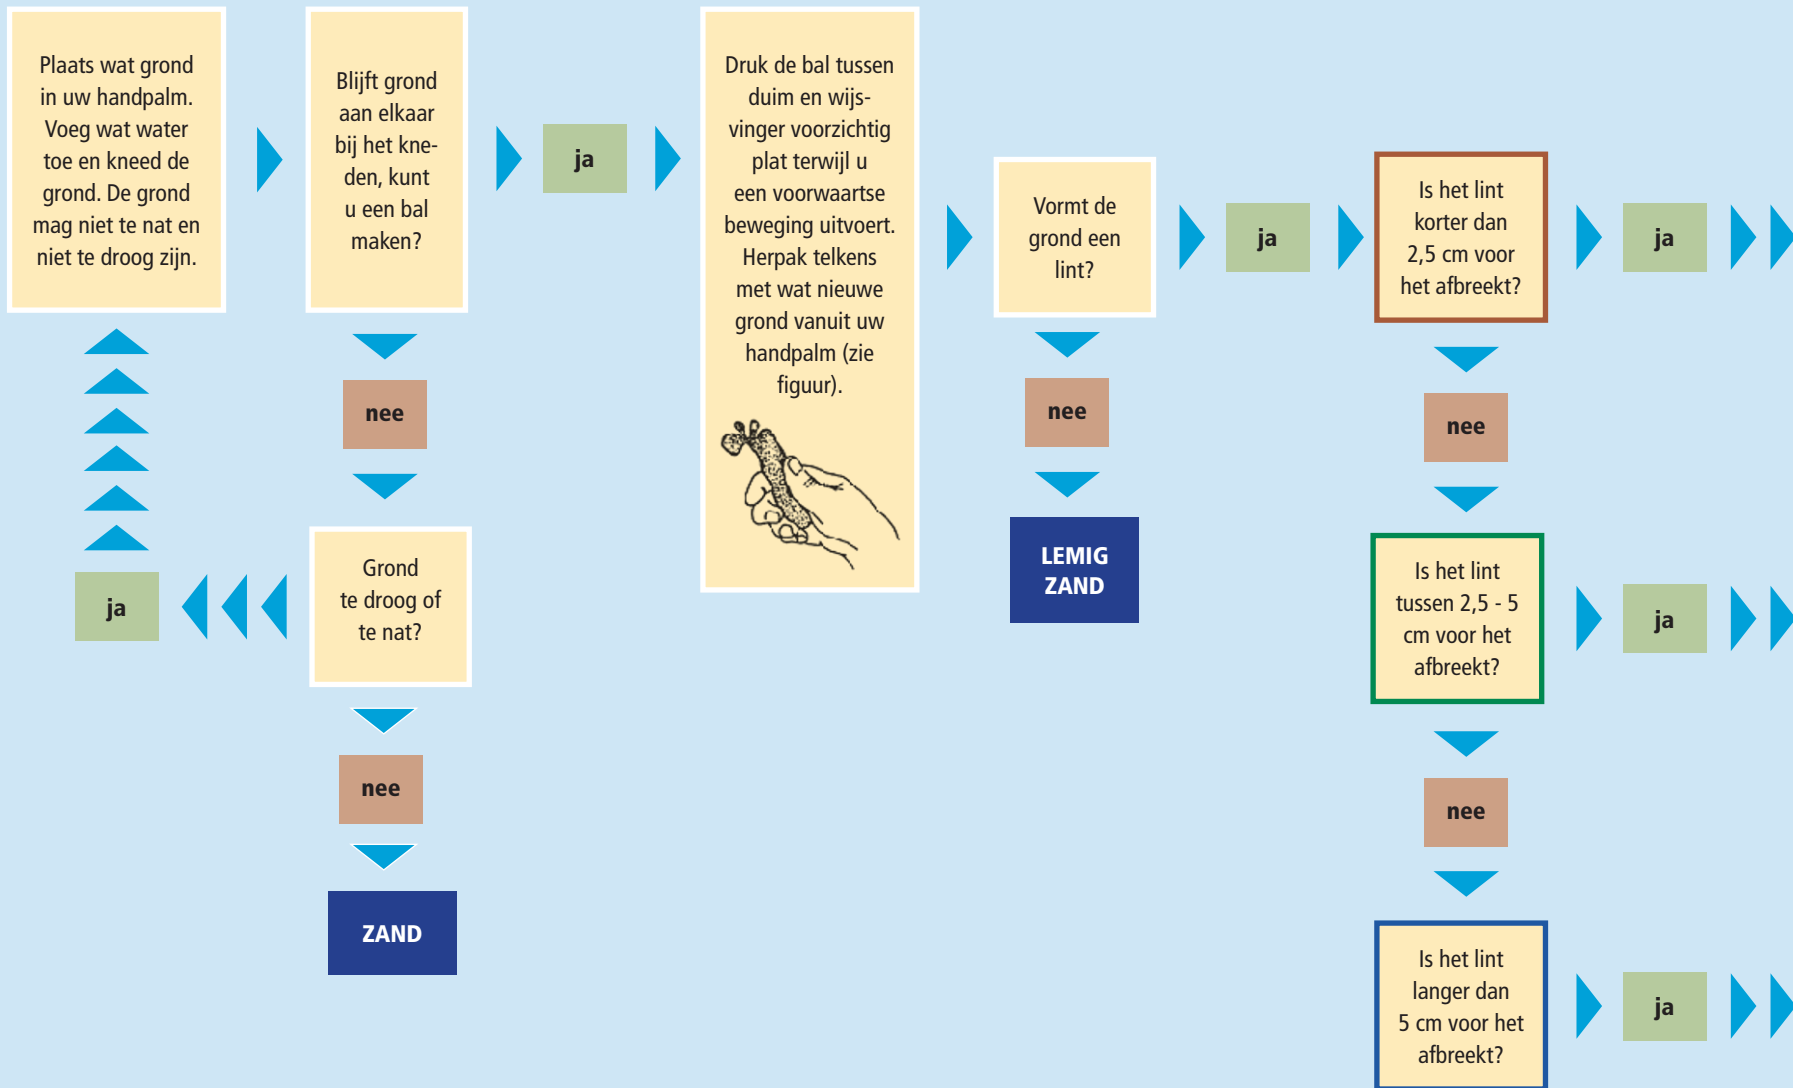 Plaats wat grond
in uw handpalm.
Voeg wat water
toe en kneed de
grond. De grond
mag niet te nat en
niet te droog zijn.
Blijft grond
aan elkaar
bij het kne-
den, kunt
u een bal
maken?
ja
Druk de bal tussen
duim en wijs-
vinger voorzichtig
plat terwijl u
een voorwaartse
beweging uitvoert.
Herpak telkens
met wat nieuwe
grond vanuit uw
handpalm (zie
figuur).
Vormt de
grond een
lint?
ja
Is het lint
korter dan
2,5 cm voor
het afbreekt?
ja
nee
nee
nee
ja
Grond
te droog of
te nat?
LEMIG
ZAND
Is het lint
tussen 2,5 - 5
cm voor het
afbreekt?
ja
nee
nee
ZAND
Is het lint
langer dan
5 cm voor het
afbreekt?
ja